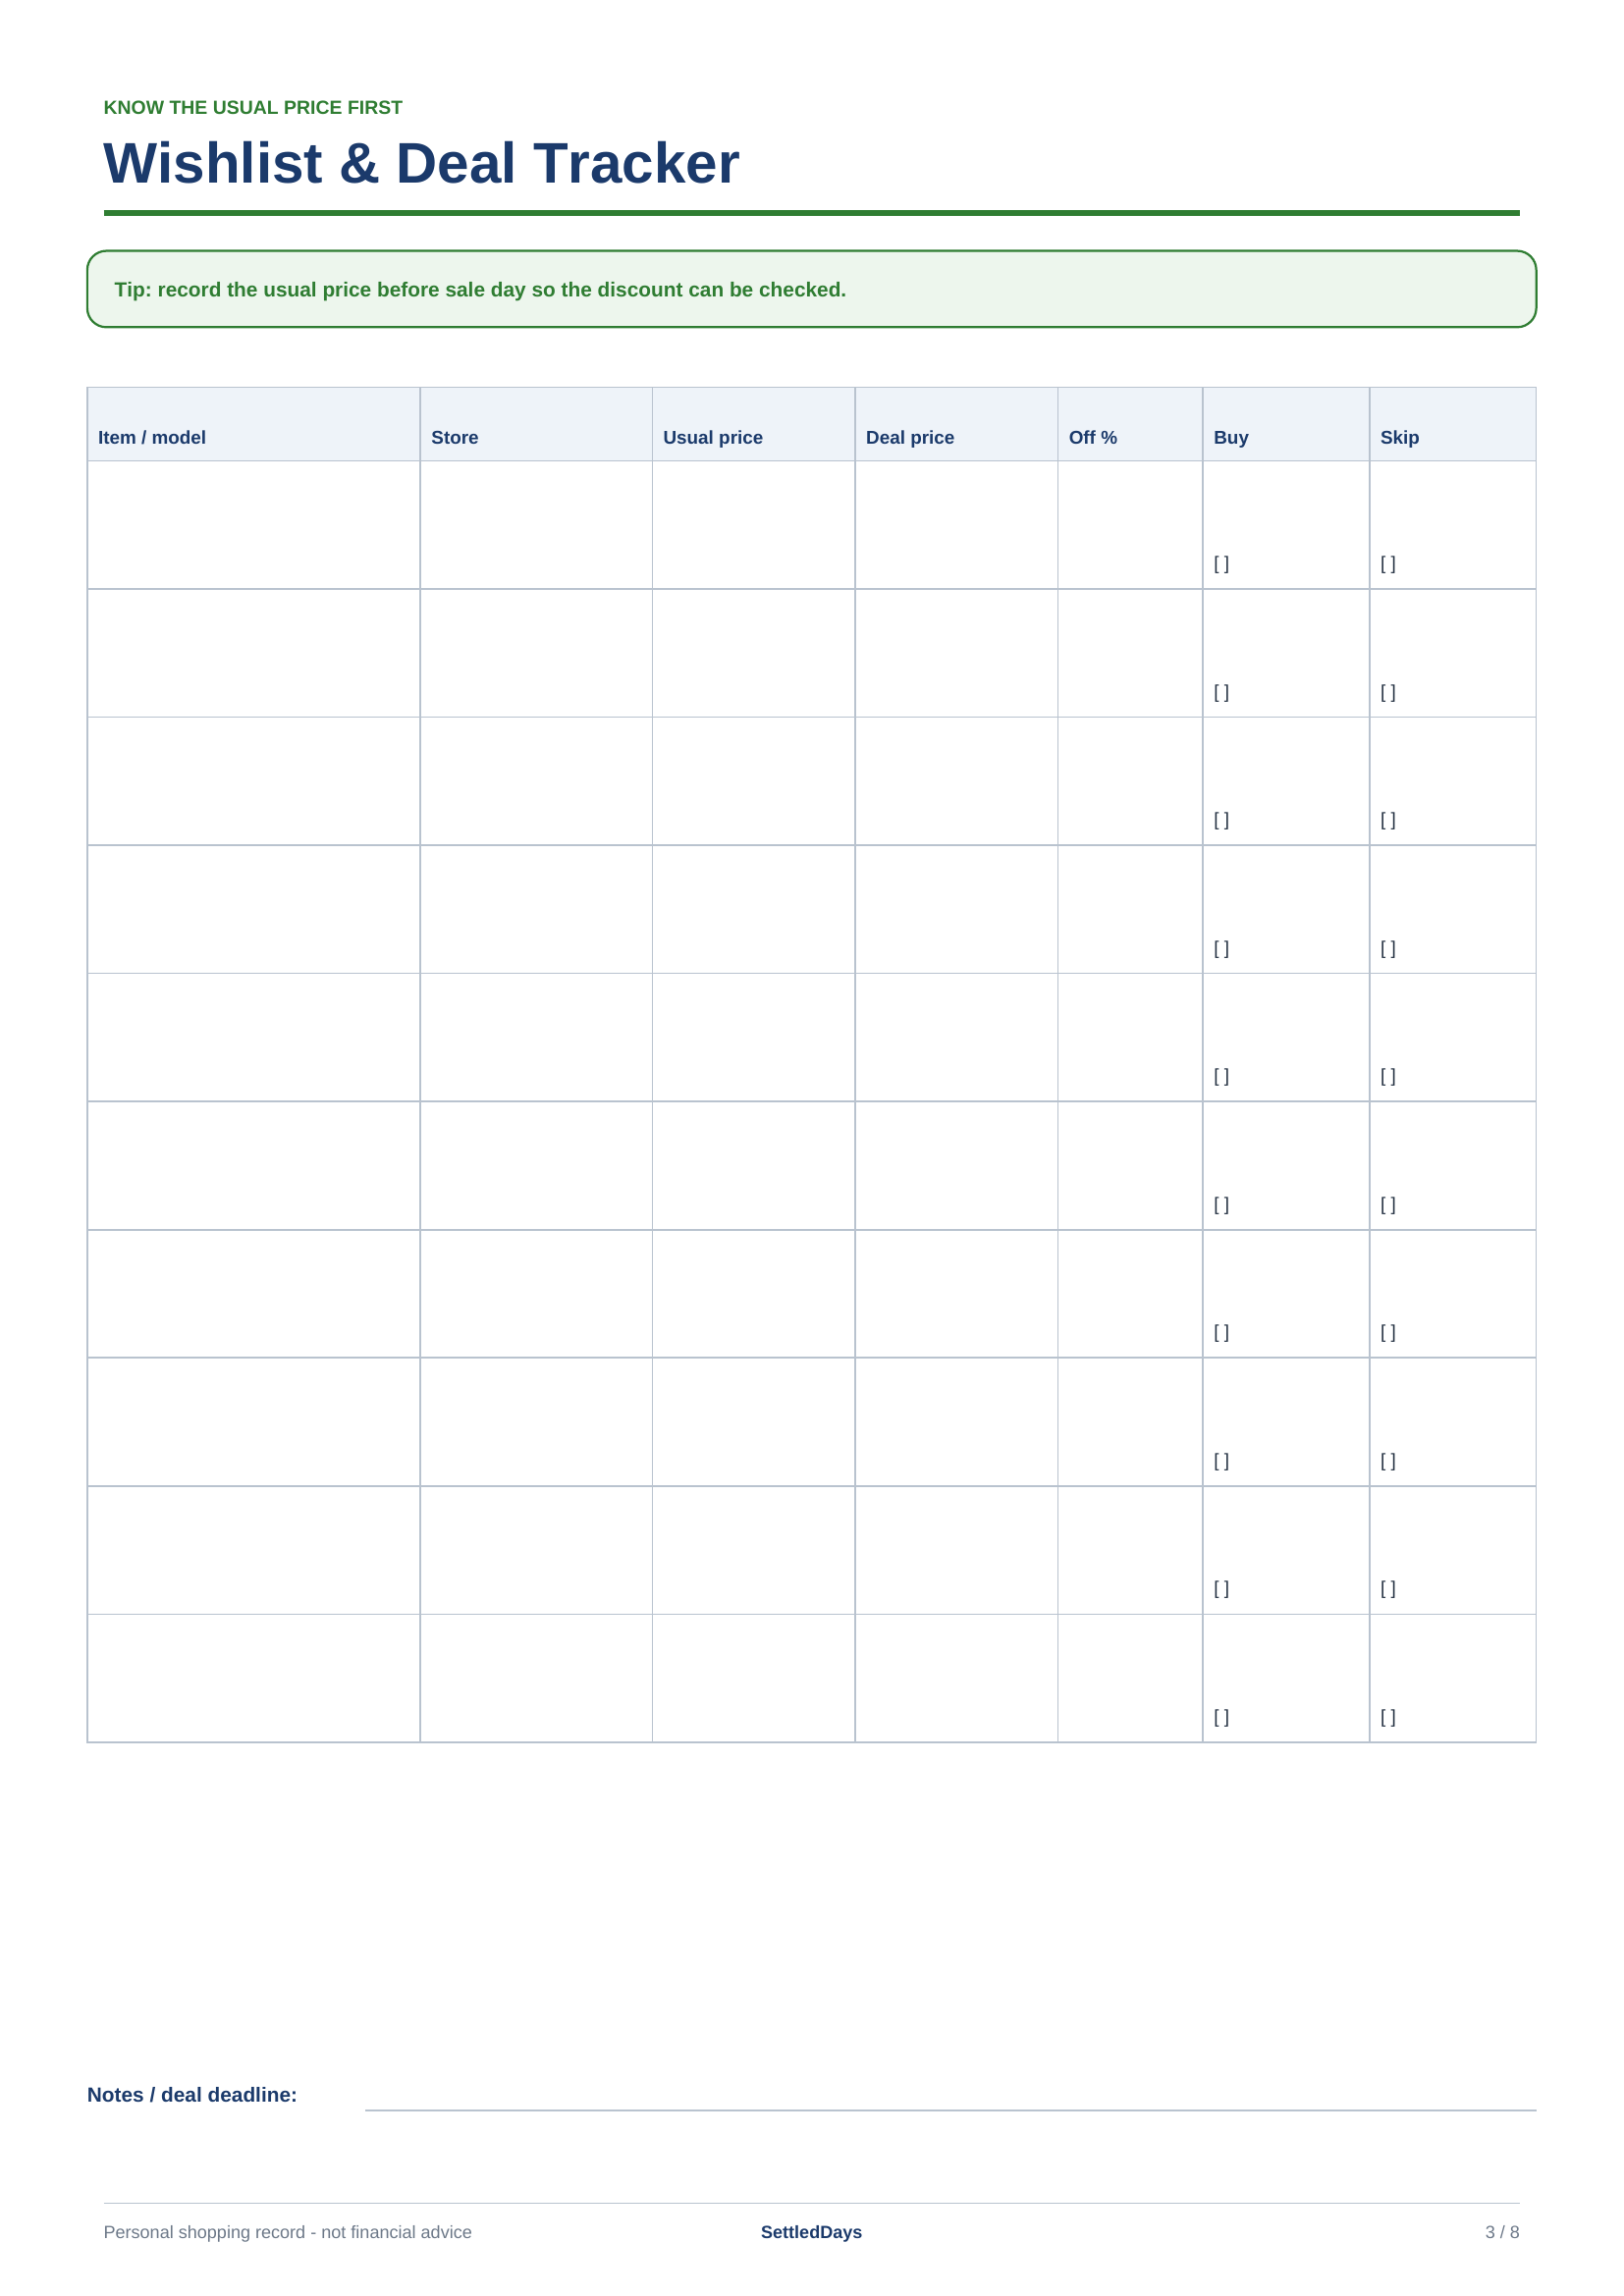 KNOW THE USUAL PRICE FIRST
Wishlist & Deal Tracker
Tip: record the usual price before sale day so the discount can be checked.
Item / model Store Usual price Deal price Off % Buy Skip
[ ] [ ]
[ ] [ ]
[ ] [ ]
[ ] [ ]
[ ] [ ]
[ ] [ ]
[ ] [ ]
[ ] [ ]
[ ] [ ]
[ ] [ ]
Notes / deal deadline:
Personal shopping record - not financial advice SettledDays 3 / 8